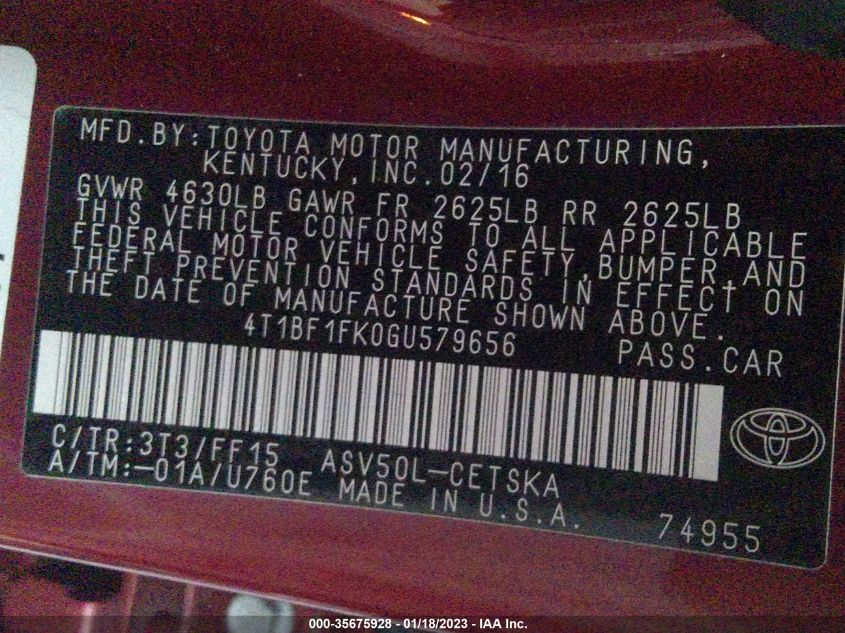 MFD.BY:TOYOTA MOTOR MANUFACTURING,
KENTUCKY,INC.02/16
GVWR 4630LB GAWR FR 2625LB RR 2625LB
THIS VEHICLE CONFORMS TO ALL APPLICABLE
FEDERAL MOTOR VEHICLE SAFETY,BUMPER,AND
THEFT PREVENTION STANDARDS IN EFFECT ON
THE DATE OF MANUFACTURE SHOWN ABOVE.
4T1BF1FK0GU579656 PASS.CAR
C/TR:3T3/FF15 ASV50L-CETSKA
A/TM:-01A/U760E MADE IN U.S.A.
74955
000-35675928 - 01/18/2023 - IAA Inc.